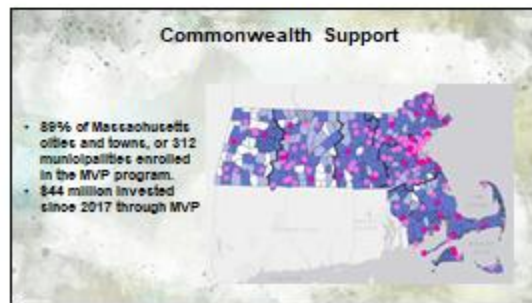 Commonwealth Support
• 89% of Massachusetts
cities and towns, or 312
municipalities enrolled
in the MVP program.
• $44 million invested
since 2017 through MVP